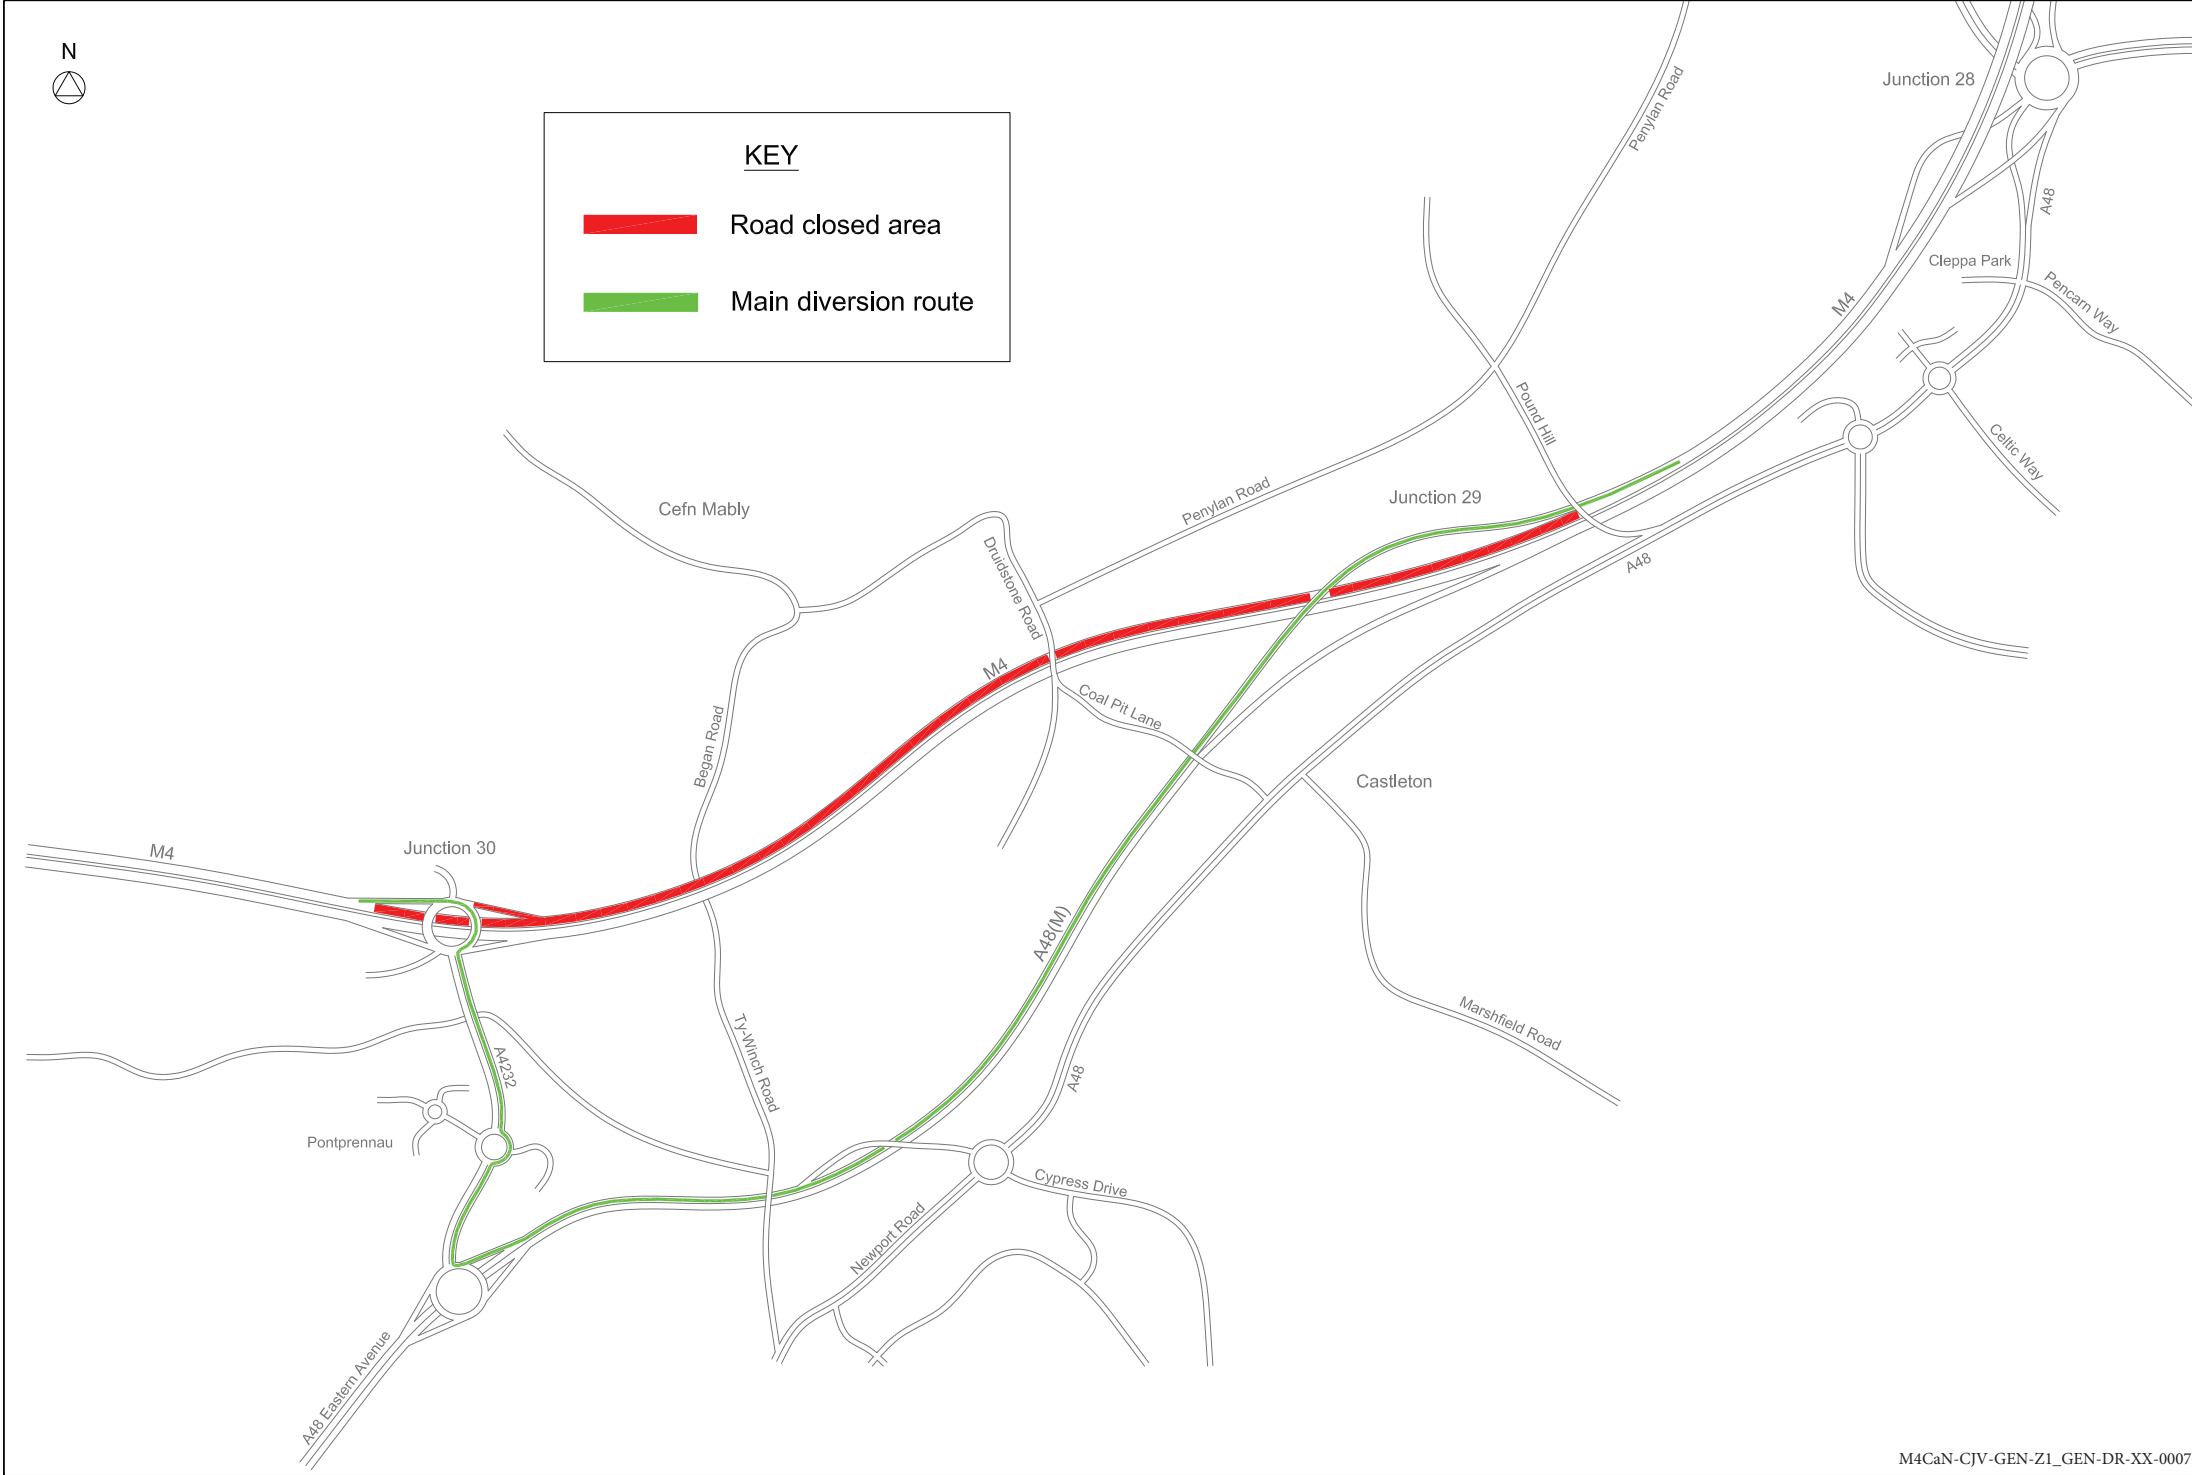 N
KEY
Road closed area
Main diversion route
Junction 28
Penylan Road
A48
Cleppa Park
Pencarn Way
M4
Pound Hill
Celtic Way
Penylan Road
Junction 29
Cefn Mably
Druidstone Road
A48
M4
Coal Pit Lane
Began Road
Castleton
Junction 30
M4
A48(M)
Marshfield Road
Ty-Winch Road
A4232
A48
Pontprennau
Cypress Drive
Newport Road
A48 Eastern Avenue
M4CaN-CJV-GEN-Z1_GEN-DR-XX-0007